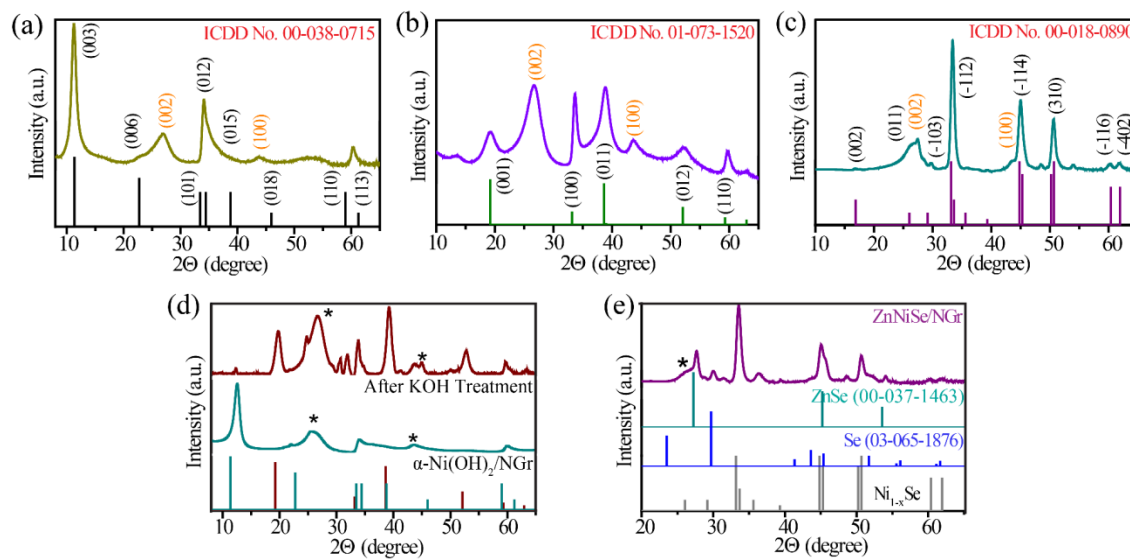 (a)
ICDD No. 00-038-0715
(003)
(006)
(002)
(012)
(015)
(100)
(101)
(018)
(110)
(113)
Intensity (a.u.)
10 20 30 40 50 60
2Θ (degree)
(b)
ICDD No. 01-073-1520
(002)
(100)
(001)
(100)
(011)
(012)
(110)
Intensity (a.u.)
10 20 30 40 50 60
2Θ (degree)
(c)
ICDD No. 00-018-0890
(002)
(011)
(002)
(-103)
(-112)
(100)
(-114)
(310)
(-116)
(-402)
Intensity (a.u.)
10 20 30 40 50 60
2Θ (degree)
(d)
*
*
After KOH Treatment
*
*
α-Ni(OH)₂/NGr
Intensity (a.u.)
10 20 30 40 50 60
2Θ (degree)
(e)
ZnNiSe/NGr
*
ZnSe (00-037-1463)
Se (03-065-1876)
Ni₁₋ₓSe
Intensity (a.u.)
20 30 40 50 60
2Θ (degree)